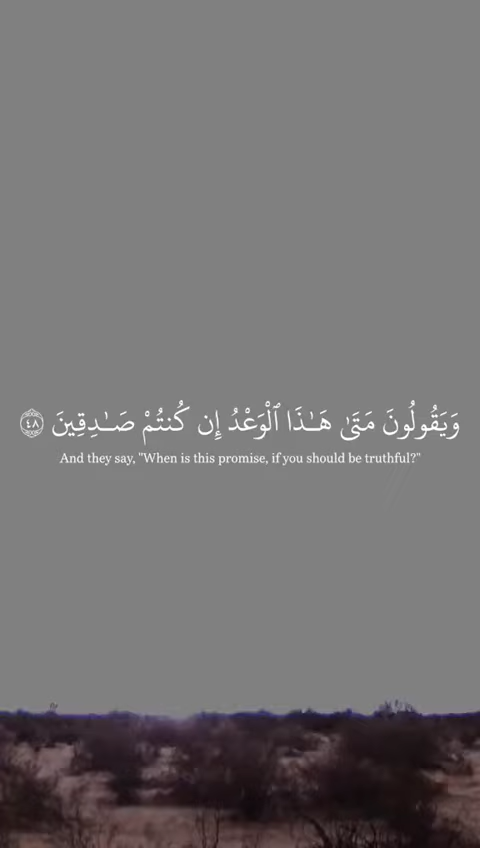 وَيَقُولُونَ مَتَىٰ هَـٰذَا ٱلْوَعْدُ إِن كُنتُمْ صَـٰدِقِينَ ٤٨
And they say, "When is this promise, if you should be truthful?"